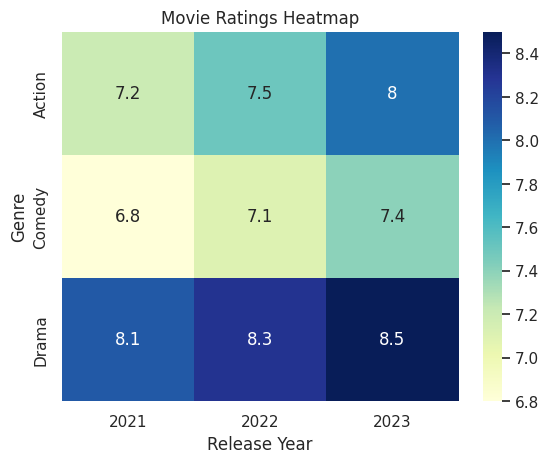 Movie Ratings Heatmap
Genre
Action
7.2 7.5 8
Comedy
6.8 7.1 7.4
Drama
8.1 8.3 8.5
2021 2022 2023
Release Year
8.4
8.2
8.0
7.8
7.6
7.4
7.2
7.0
6.8